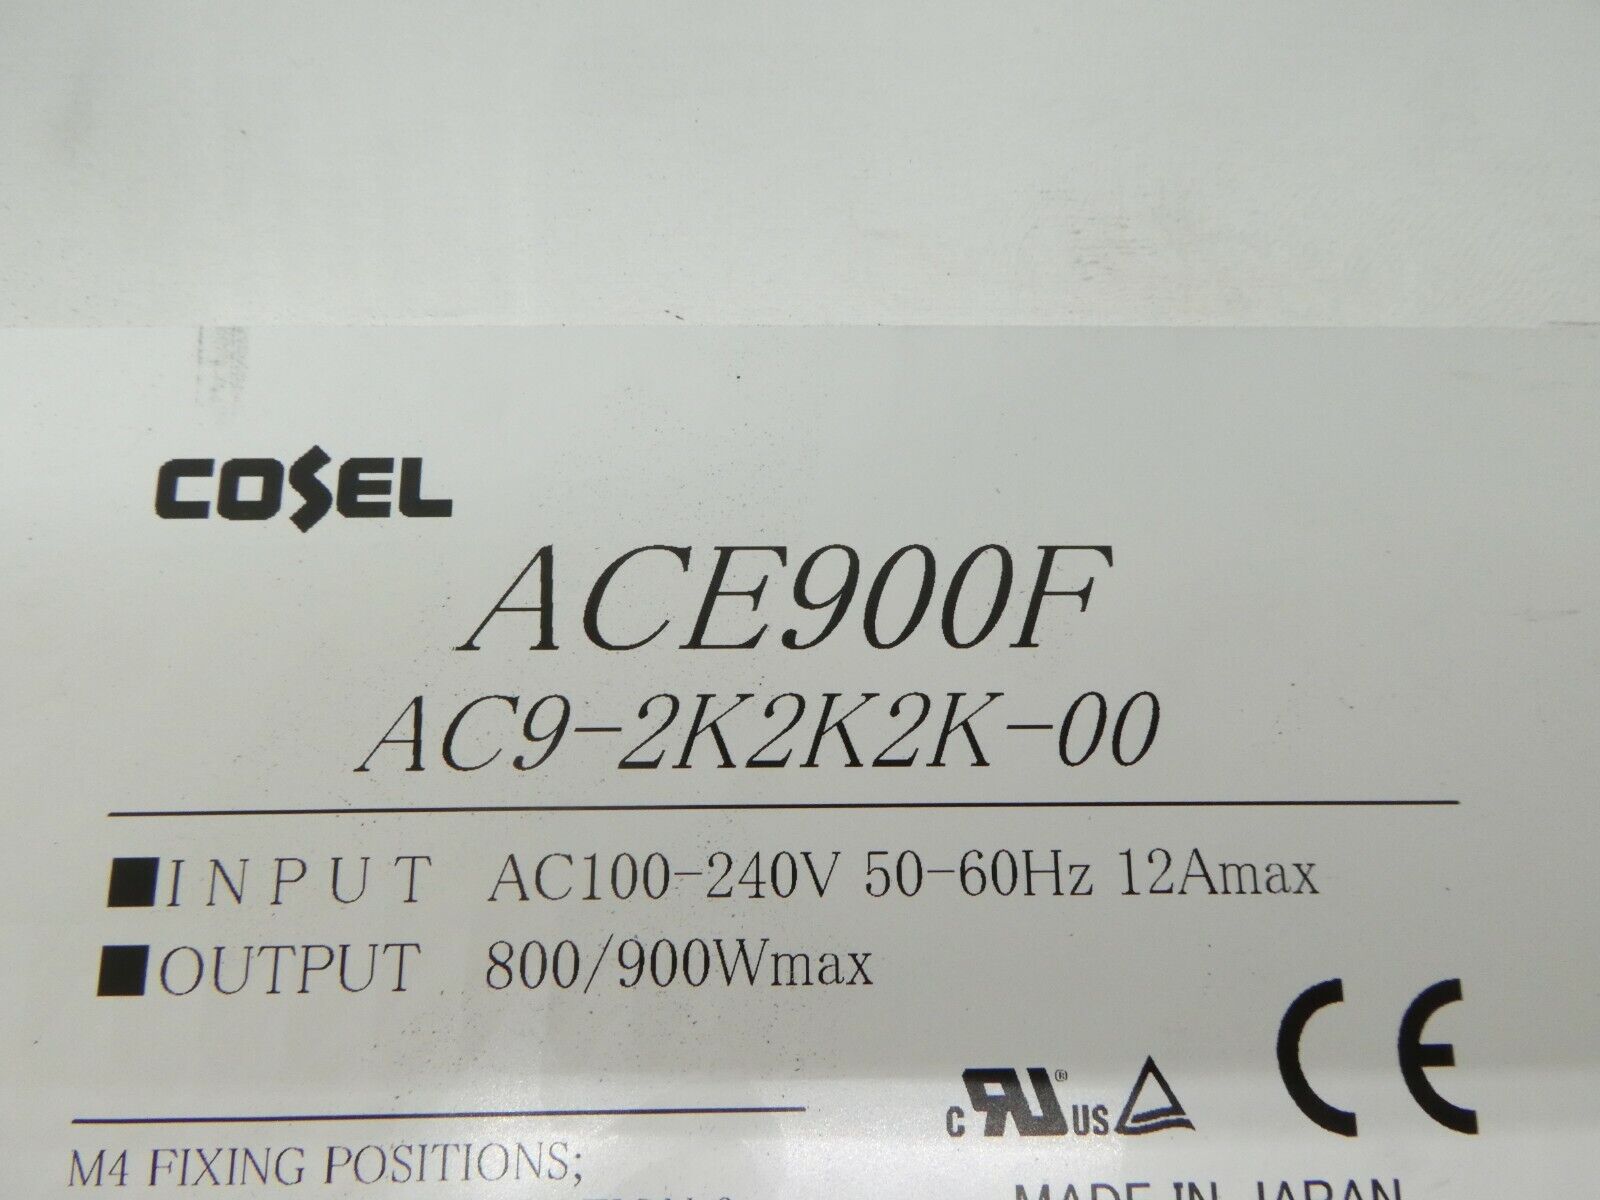 COSEL
ACE900F
AC9-2K2K2K-00
■INPUT AC100-240V 50-60Hz 12Amax
■OUTPUT 800/900Wmax
c RU ® US CE
M4 FIXING POSITIONS;
MADE IN JAPAN